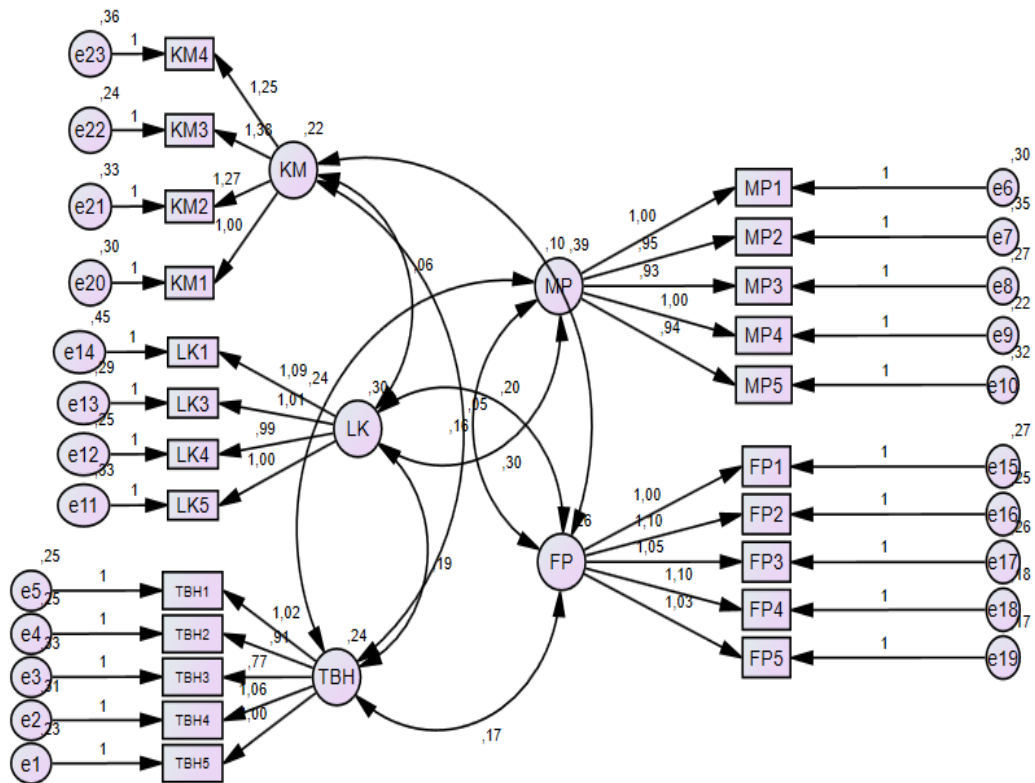 ,36
e23 1 KM4
1,25
,24
e22 1 KM3
1,38
,22
KM
,33
e21 1 KM2
1,27
1,00
,30
e20 1 KM1
,06
,45
e14 1 LK1
1,09
,24
,29
e13 1 LK3
1,01
,30
LK
,25
e12 1 LK4
,99
,33
e11 1 LK5
1,00
,10
,39
MP
,20
,05
,16
,30
,30
MP1 1 e6
1,00
,35
MP2 1 e7
,95
,27
MP3 1 e8
,93
,22
MP4 1 e9
1,00
,32
MP5 1 e10
,94
,27
FP1 1 e15
1,00
,25
FP2 1 e16
1,10
,26
FP
,26
FP3 1 e17
1,05
,18
FP4 1 e18
1,10
,17
FP5 1 e19
1,03
,19
,25
e5 1 TBH1
1,02
,25
e4 1 TBH2
,91
,33
e3 1 TBH3
,77
,24
TBH
,31
e2 1 TBH4
1,06
,23
e1 1 TBH5
1,00
,17